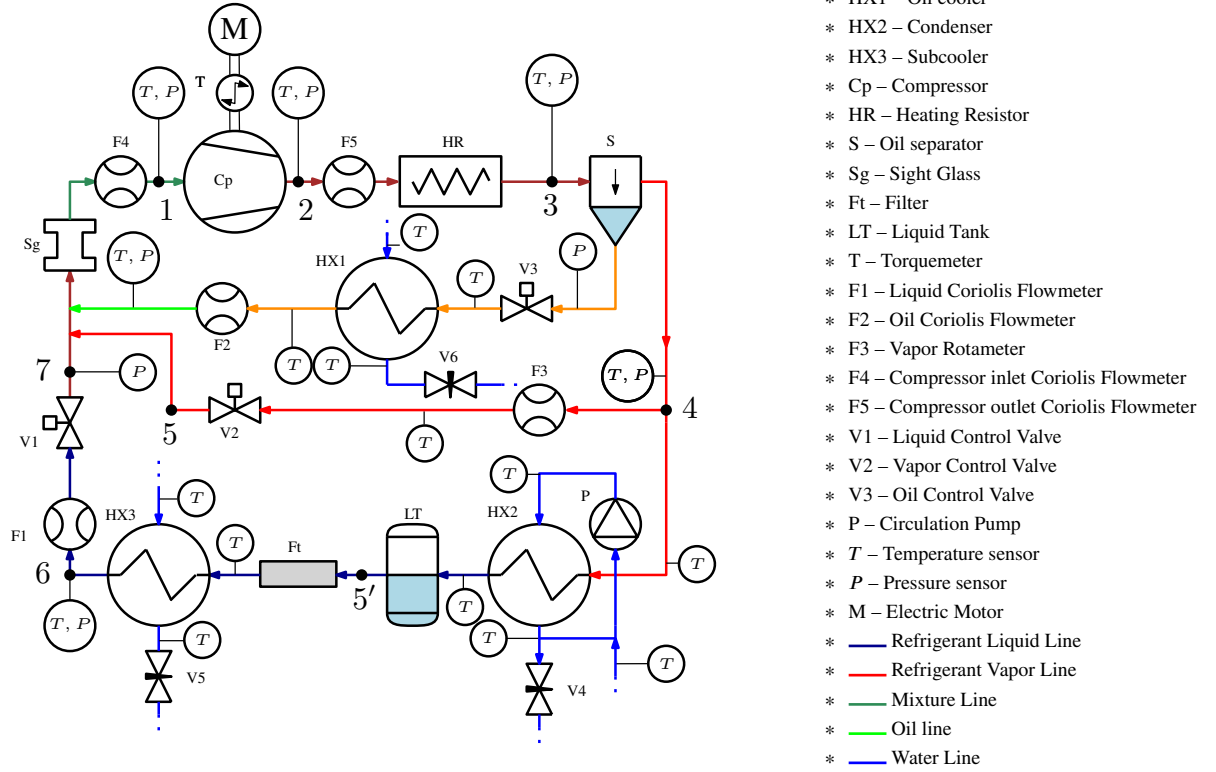 M
T
T, P
T, P
T, P
F4
F5
HR
S
Cp
1
2
3
Sg
T, P
HX1
T
T
V3
P
F2
T
T
V6
F3
T, P
7
P
4
V1
5
V2
T
T
P
HX3
T
LT
HX2
F1
T
Ft
T
6
5′
T
T, P
T
T
T
V5
V4
* HX1 – Oil cooler
* HX2 – Condenser
* HX3 – Subcooler
* Cp – Compressor
* HR – Heating Resistor
* S – Oil separator
* Sg – Sight Glass
* Ft – Filter
* LT – Liquid Tank
* T – Torquemeter
* F1 – Liquid Coriolis Flowmeter
* F2 – Oil Coriolis Flowmeter
* F3 – Vapor Rotameter
* F4 – Compressor inlet Coriolis Flowmeter
* F5 – Compressor outlet Coriolis Flowmeter
* V1 – Liquid Control Valve
* V2 – Vapor Control Valve
* V3 – Oil Control Valve
* P – Circulation Pump
* T – Temperature sensor
* P – Pressure sensor
* M – Electric Motor
* Refrigerant Liquid Line
* Refrigerant Vapor Line
* Mixture Line
* Oil line
* Water Line